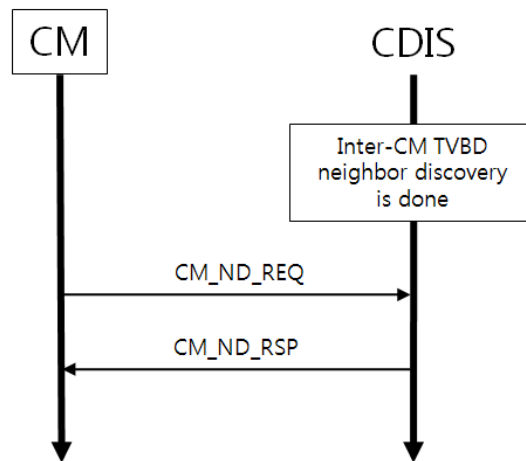 CM
CDIS
Inter-CM TVBD
neighbor discovery
is done
CM_ND_REQ
CM_ND_RSP